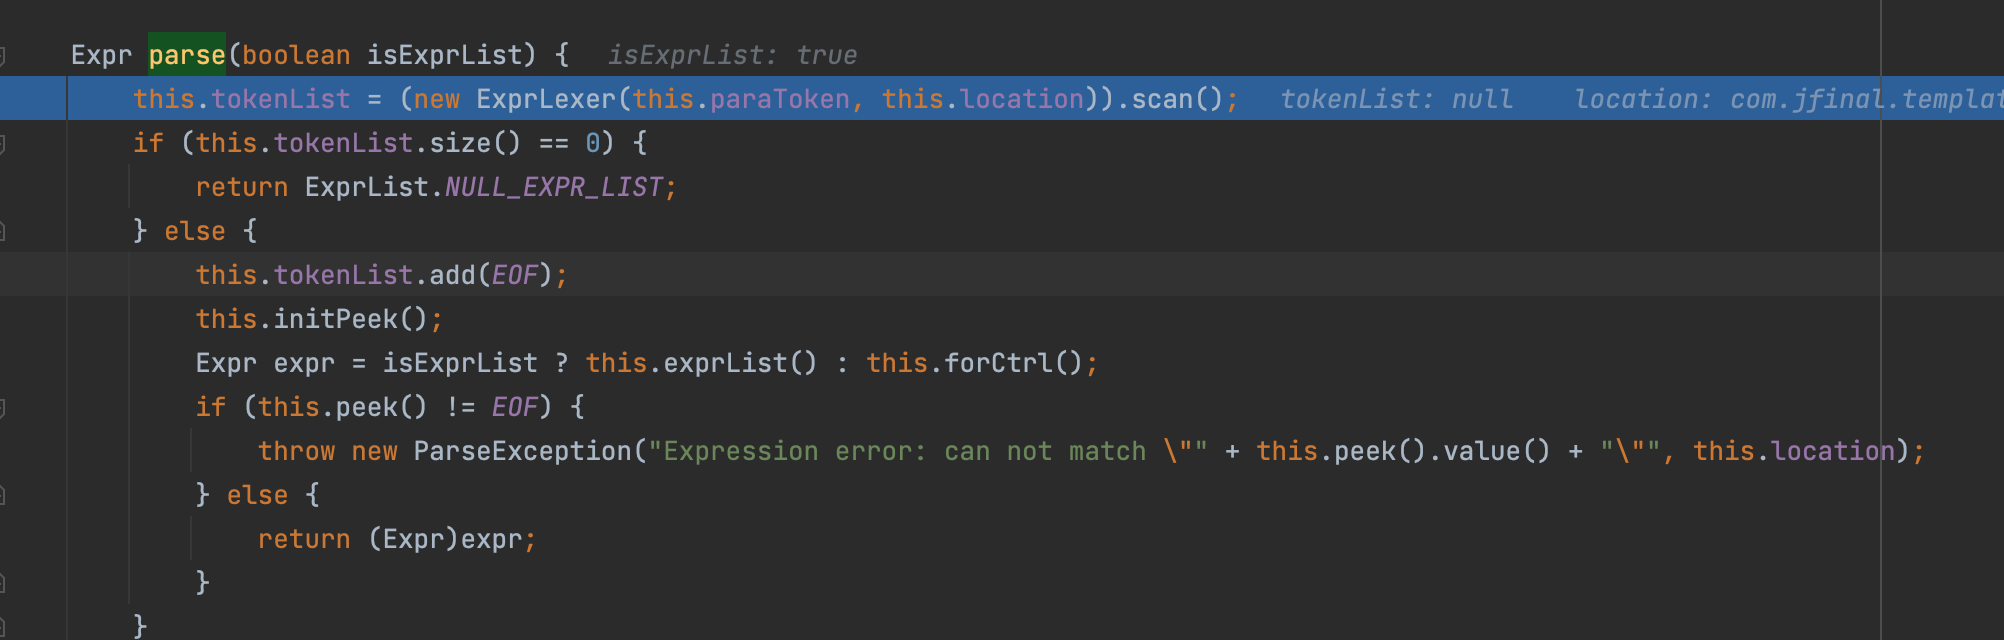 Expr parse(boolean isExprList) {  isExprList: true
    this.tokenList = (new ExprLexer(this.paraToken, this.location)).scan();  tokenList: null    location: com.jfinal.templat
    if (this.tokenList.size() == 0) {
        return ExprList.NULL_EXPR_LIST;
    } else {
        this.tokenList.add(EOF);
        this.initPeek();
        Expr expr = isExprList ? this.exprList() : this.forCtrl();
        if (this.peek() != EOF) {
            throw new ParseException("Expression error: can not match \"" + this.peek().value() + "\"", this.location);
        } else {
            return (Expr)expr;
        }
    }